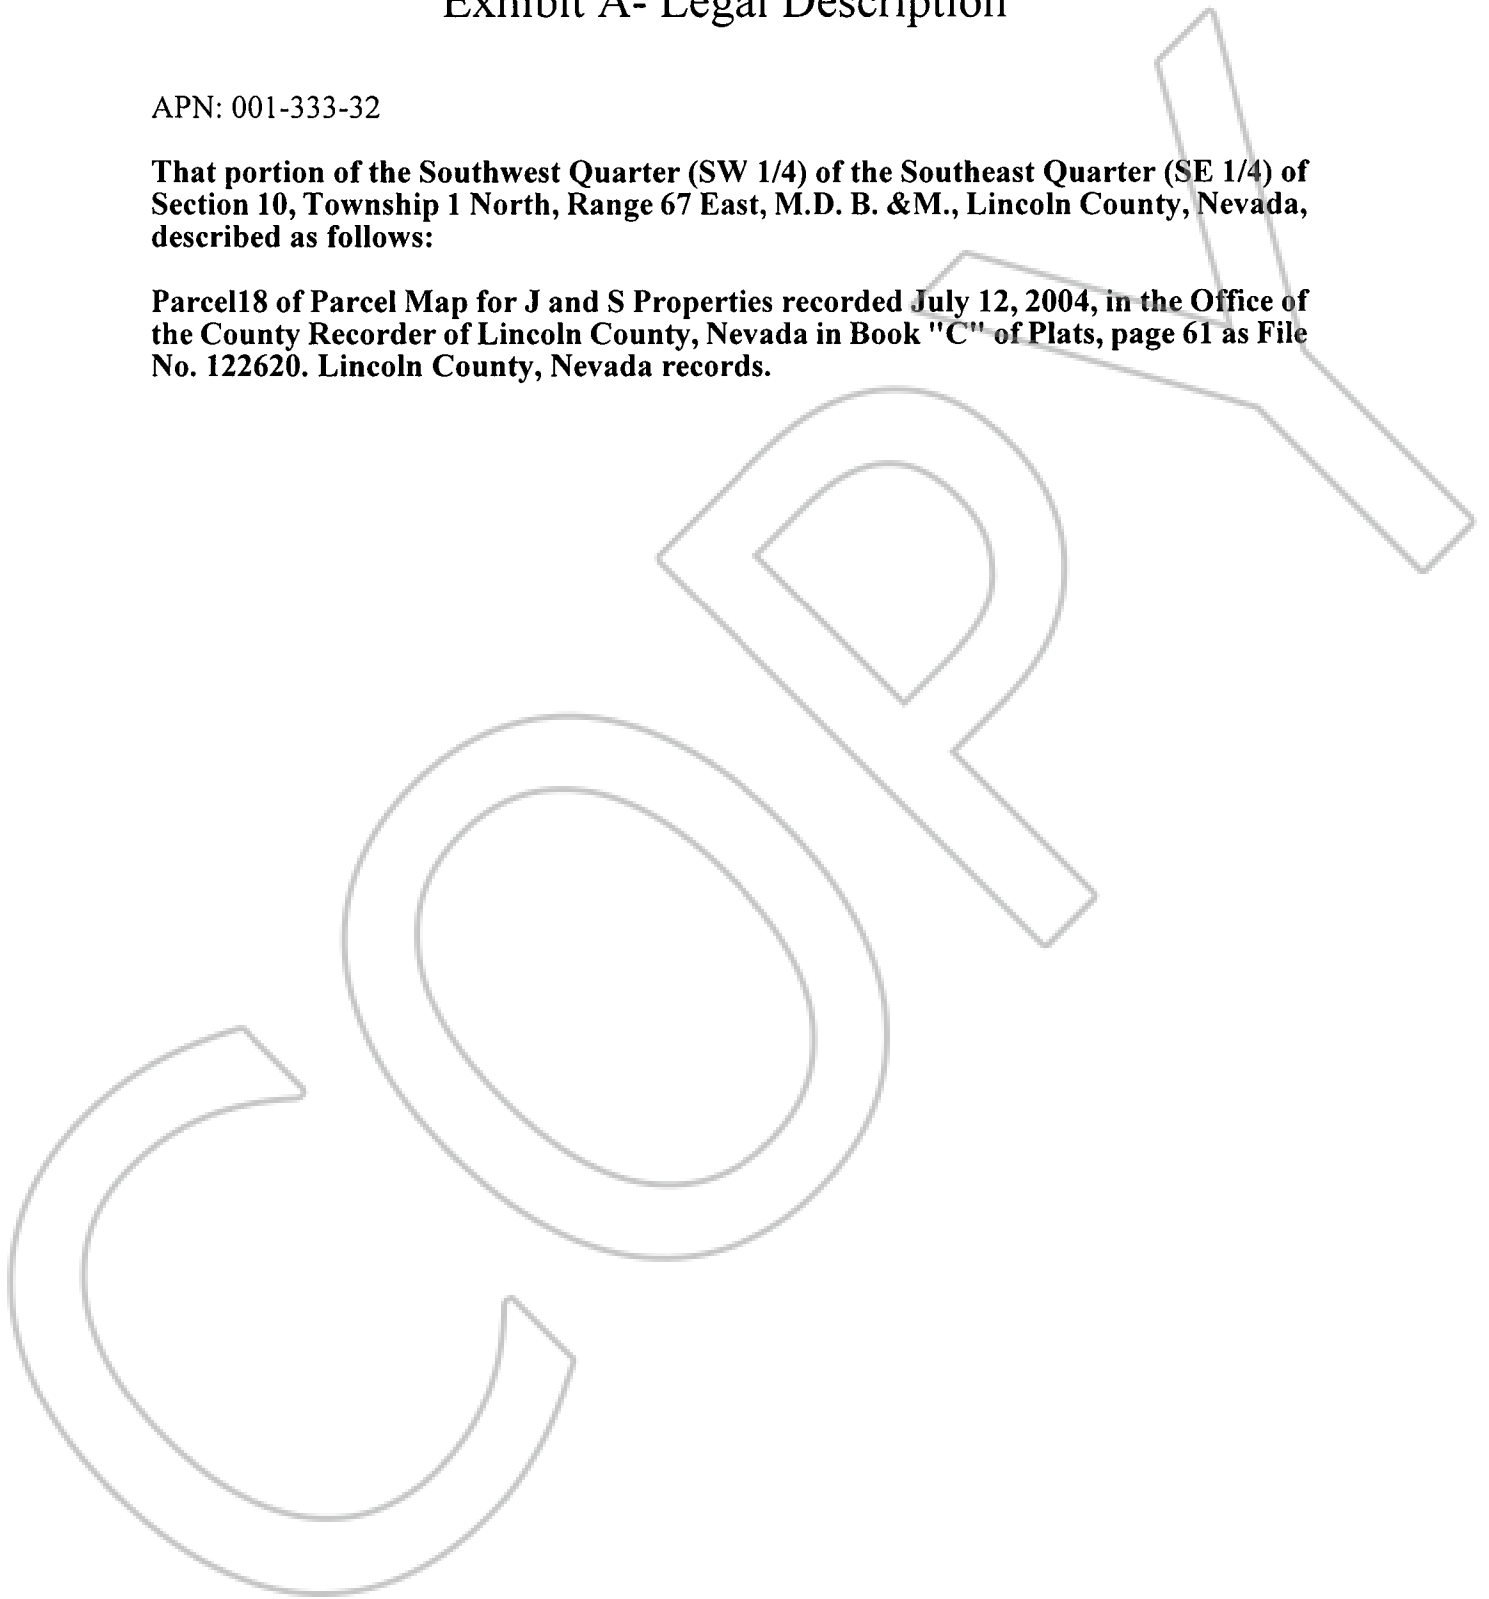 Exhibit A- Legal Description
APN: 001-333-32
That portion of the Southwest Quarter (SW 1/4) of the Southeast Quarter (SE 1/4) of
Section 10, Township 1 North, Range 67 East, M.D. B. &M., Lincoln County, Nevada,
described as follows:
Parcel18 of Parcel Map for J and S Properties recorded July 12, 2004, in the Office of
the County Recorder of Lincoln County, Nevada in Book "C" of Plats, page 61 as File
No. 122620. Lincoln County, Nevada records.
COPY